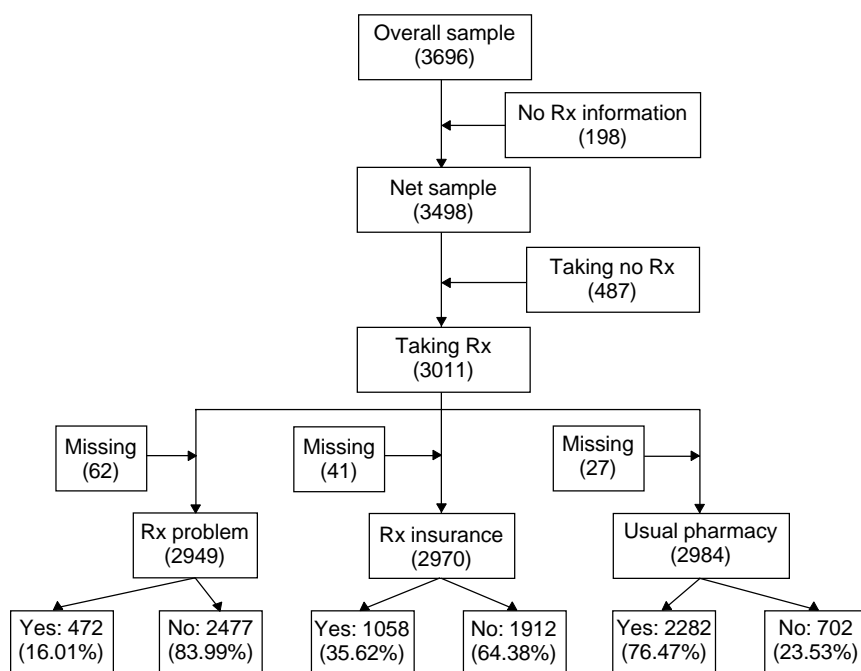 Overall sample
(3696)
No Rx information
(198)
Net sample
(3498)
Taking no Rx
(487)
Taking Rx
(3011)
Missing
(62)
Missing
(41)
Missing
(27)
Rx problem
(2949)
Rx insurance
(2970)
Usual pharmacy
(2984)
Yes: 472
(16.01%)
No: 2477
(83.99%)
Yes: 1058
(35.62%)
No: 1912
(64.38%)
Yes: 2282
(76.47%)
No: 702
(23.53%)